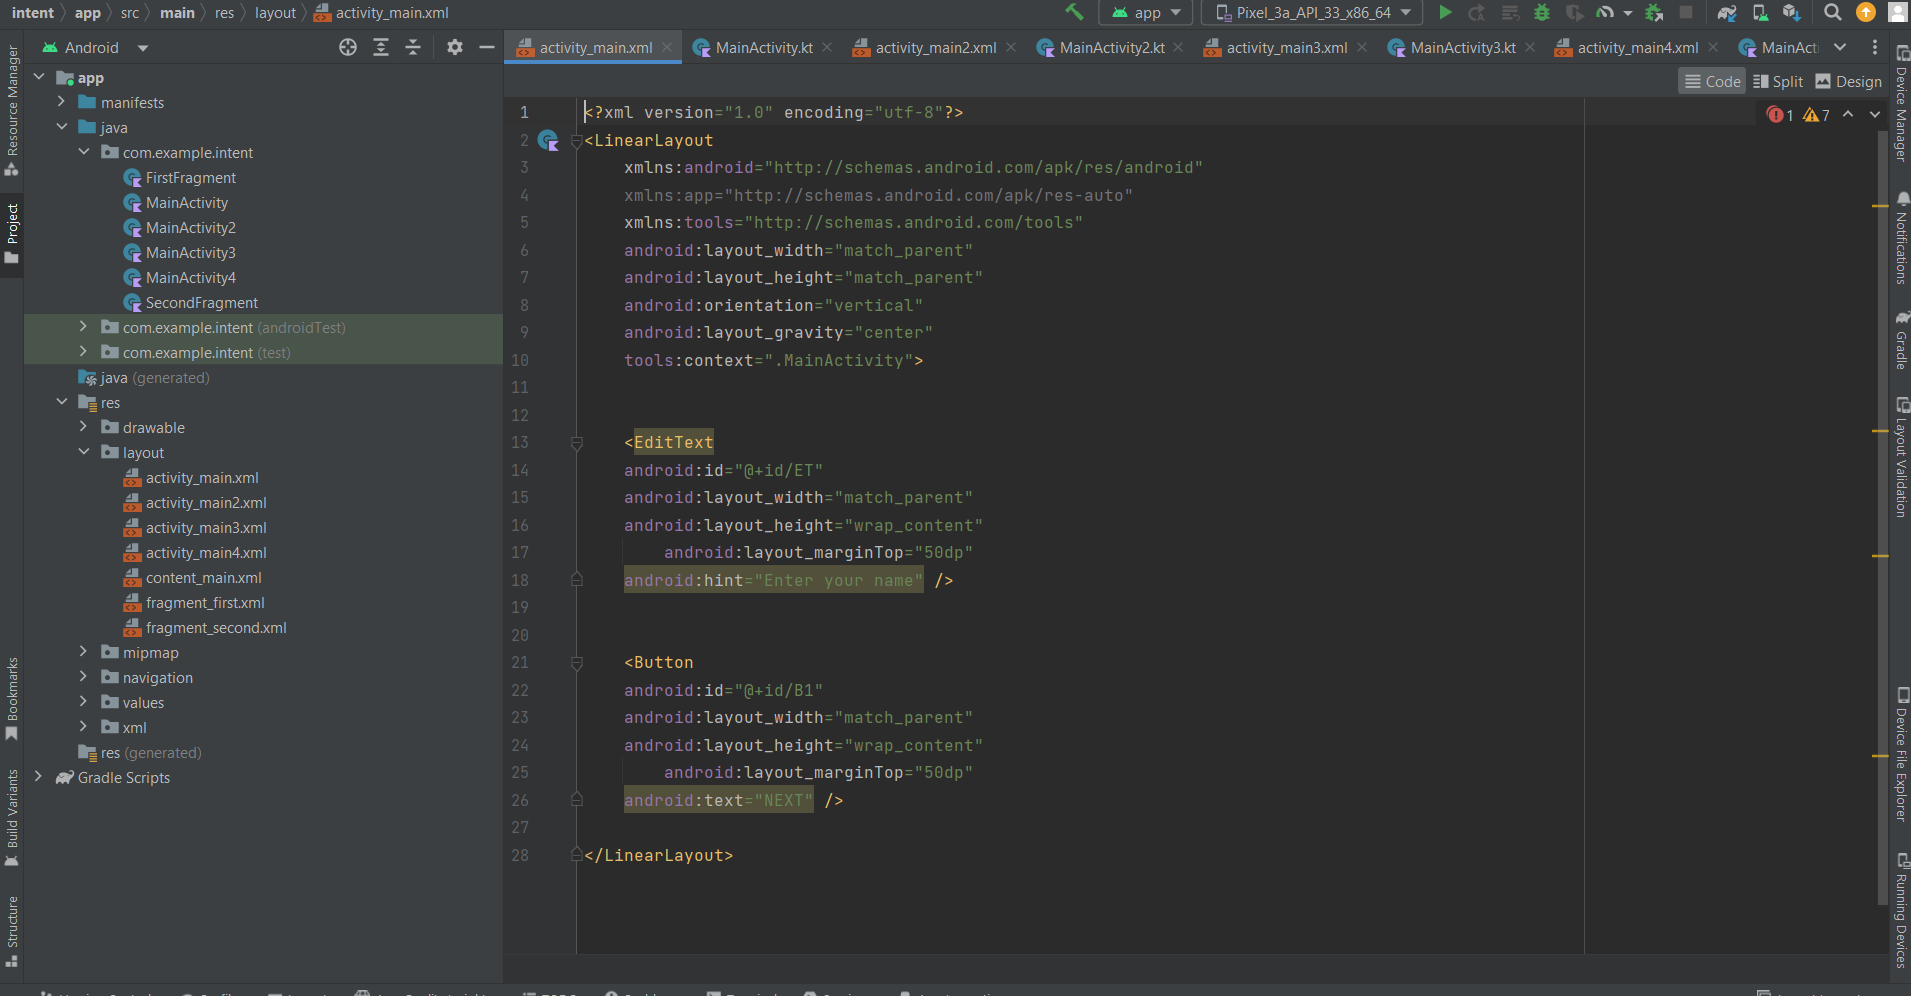 intent app src main res layout activity_main.xml
app Pixel_3a_API_33_x86_64
Android
activity_main.xml MainActivity.kt activity_main2.xml MainActivity2.kt activity_main3.xml MainActivity3.kt activity_main4.xml
Code Split Design
1 7
Resource Manager
Project
Bookmarks
Build Variants
Structure
app
manifests
java
com.example.intent
FirstFragment
MainActivity
MainActivity2
MainActivity3
MainActivity4
SecondFragment
com.example.intent (androidTest)
com.example.intent (test)
java (generated)
res
drawable
layout
activity_main.xml
activity_main2.xml
activity_main3.xml
activity_main4.xml
content_main.xml
fragment_first.xml
fragment_second.xml
mipmap
navigation
values
xml
res (generated)
Gradle Scripts
1 <?xml version="1.0" encoding="utf-8"?>
2 <LinearLayout
3 xmlns:android="http://schemas.android.com/apk/res/android"
4 xmlns:app="http://schemas.android.com/apk/res-auto"
5 xmlns:tools="http://schemas.android.com/tools"
6 android:layout_width="match_parent"
7 android:layout_height="match_parent"
8 android:orientation="vertical"
9 android:layout_gravity="center"
10 tools:context=".MainActivity">
11
12
13 <EditText
14 android:id="@+id/ET"
15 android:layout_width="match_parent"
16 android:layout_height="wrap_content"
17 android:layout_marginTop="50dp"
18 android:hint="Enter your name" />
19
20
21 <Button
22 android:id="@+id/B1"
23 android:layout_width="match_parent"
24 android:layout_height="wrap_content"
25 android:layout_marginTop="50dp"
26 android:text="NEXT" />
27
28 </LinearLayout>
Device Manager
Notifications
Gradle
Layout Validation
Device File Explorer
Running Devices